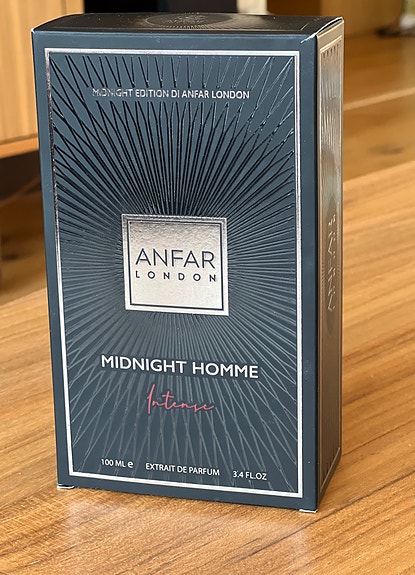 MIDNIGHT EDITION DI ANFAR LONDON
ANFAR
LONDON
MIDNIGHT HOMME
Intense
100 ML e EXTRAIT DE PARFUM 3.4 FL.OZ